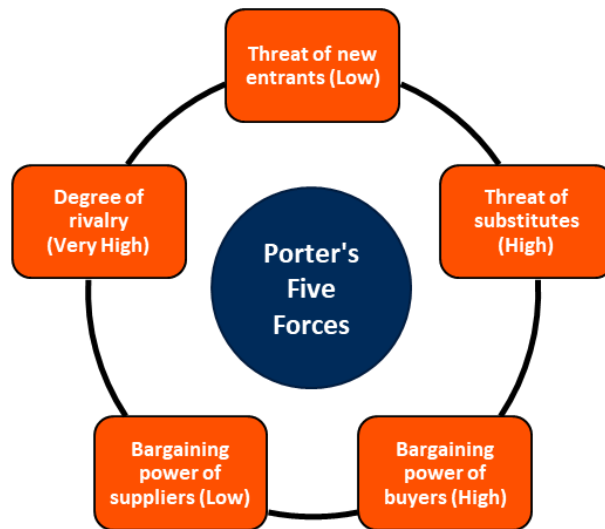 Threat of new
entrants (Low)
Degree of
rivalry
(Very High)
Threat of
substitutes
(High)
Porter's
Five
Forces
Bargaining
power of
suppliers (Low)
Bargaining
power of
buyers (High)